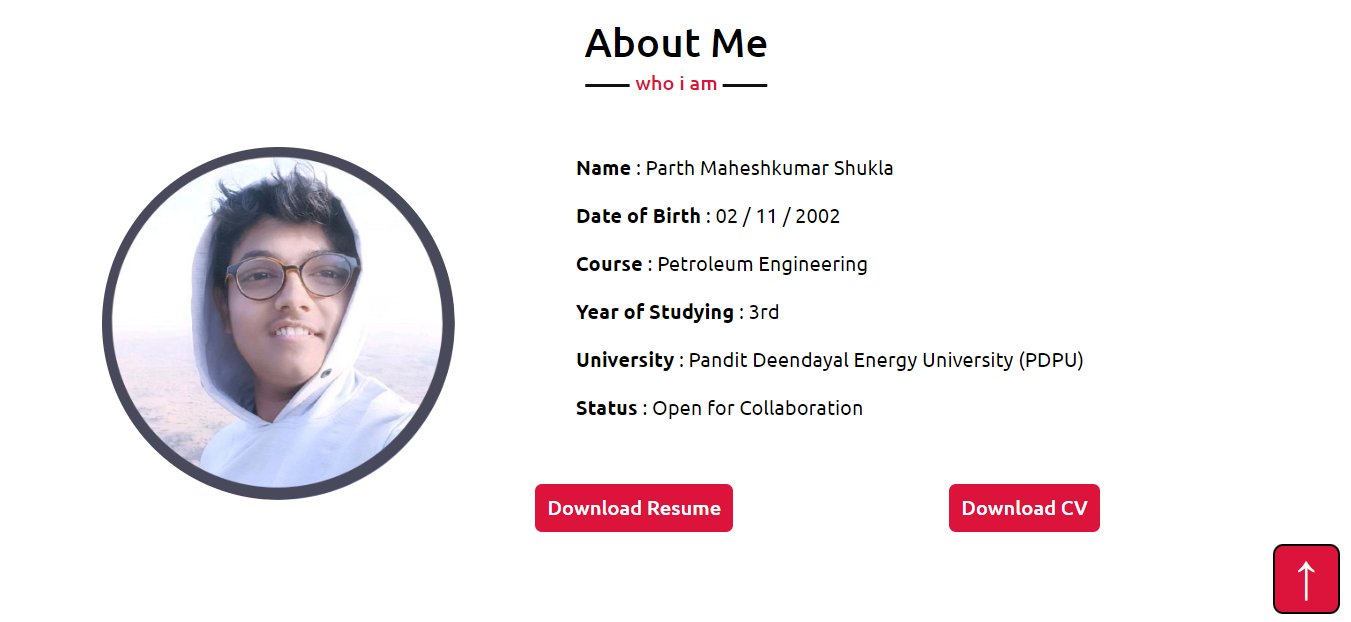 About Me
who i am
Name : Parth Maheshkumar Shukla
Date of Birth : 02 / 11 / 2002
Course : Petroleum Engineering
Year of Studying : 3rd
University : Pandit Deendayal Energy University (PDPU)
Status : Open for Collaboration
Download Resume Download CV
↑